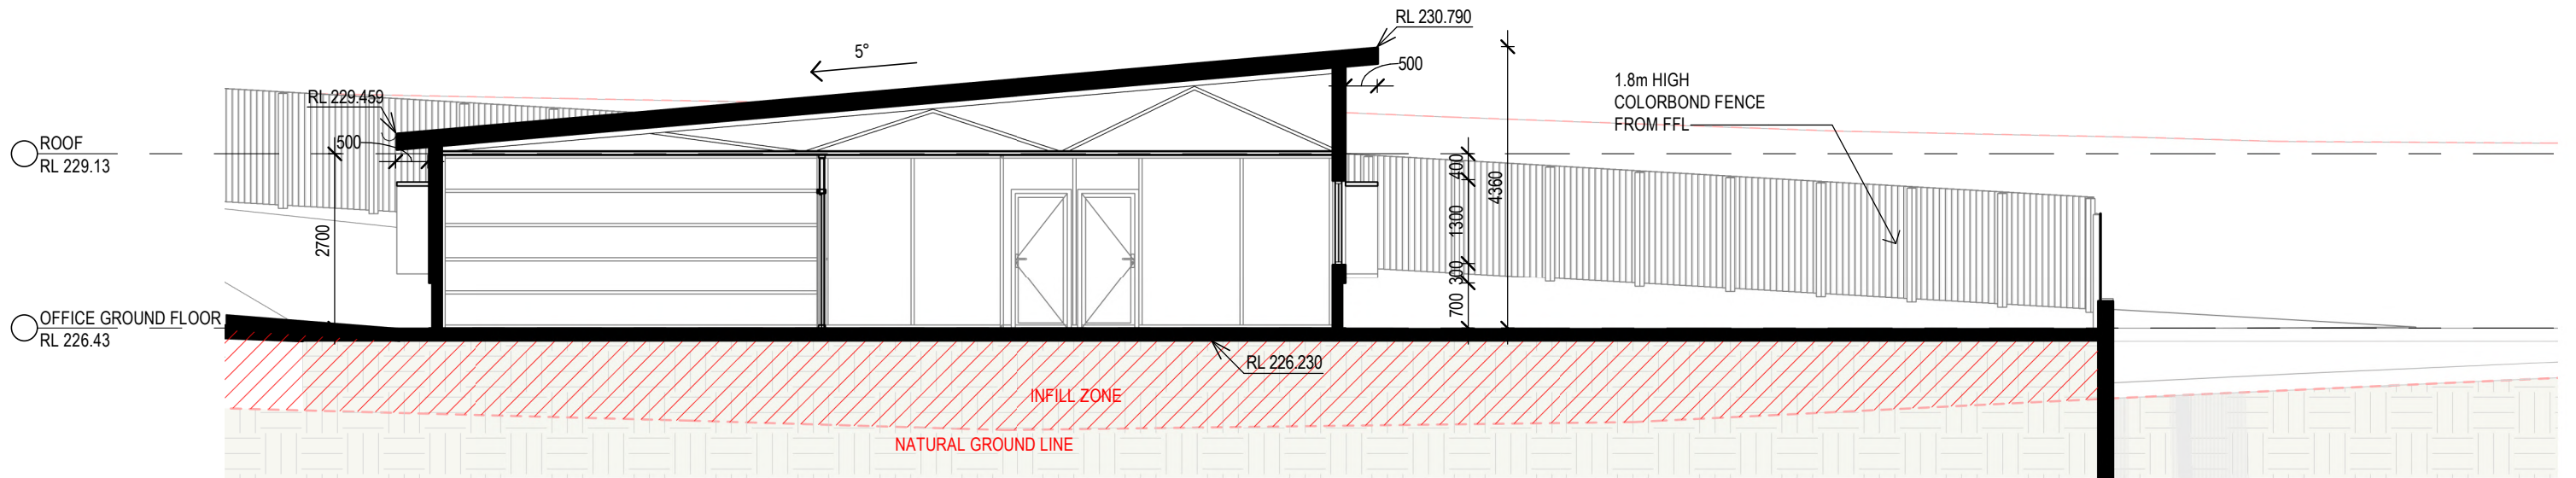 RL 230.790
5°
500
1.8m HIGH
COLORBOND FENCE
FROM FFL
RL 229.459
ROOF
RL 229.13
500
400
4360
1300
2700
300
700
OFFICE GROUND FLOOR
RL 226.43
RL 226.230
INFILL ZONE
NATURAL GROUND LINE